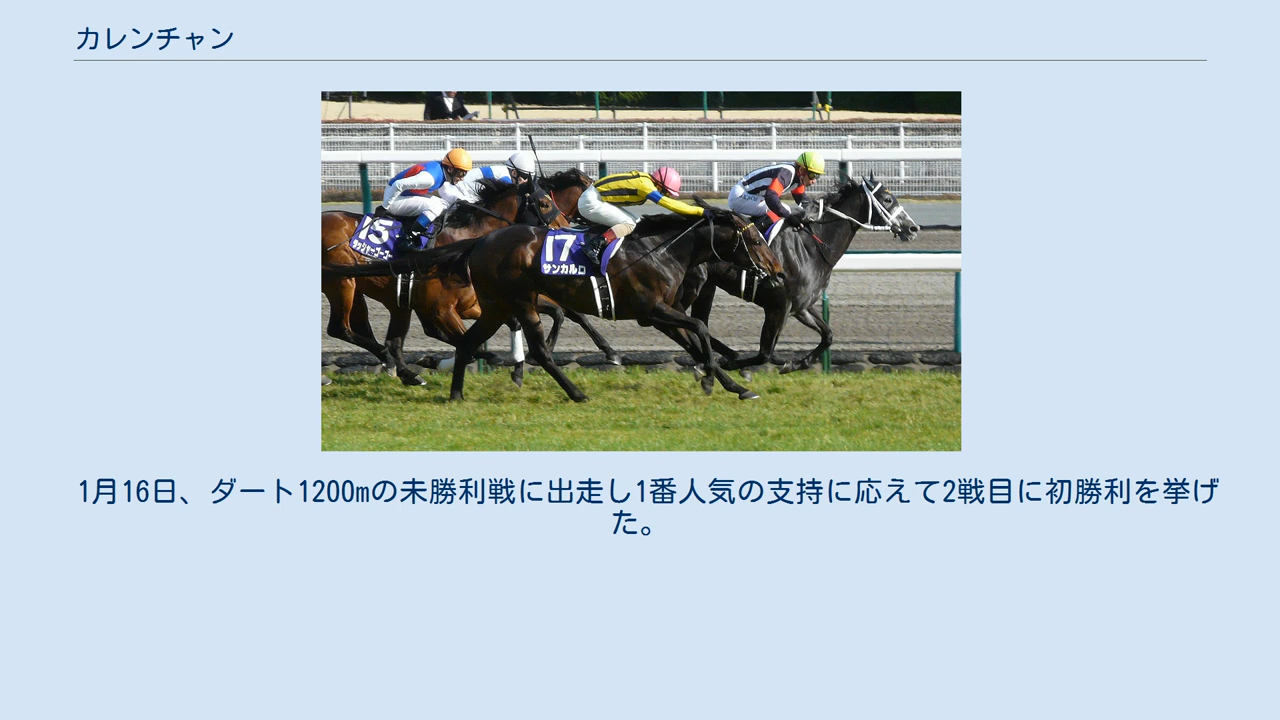 カレンチャン
15
17
サンカルロ
1月16日、ダート1200mの未勝利戦に出走し1番人気の支持に応えて2戦目に初勝利を挙げ
た。